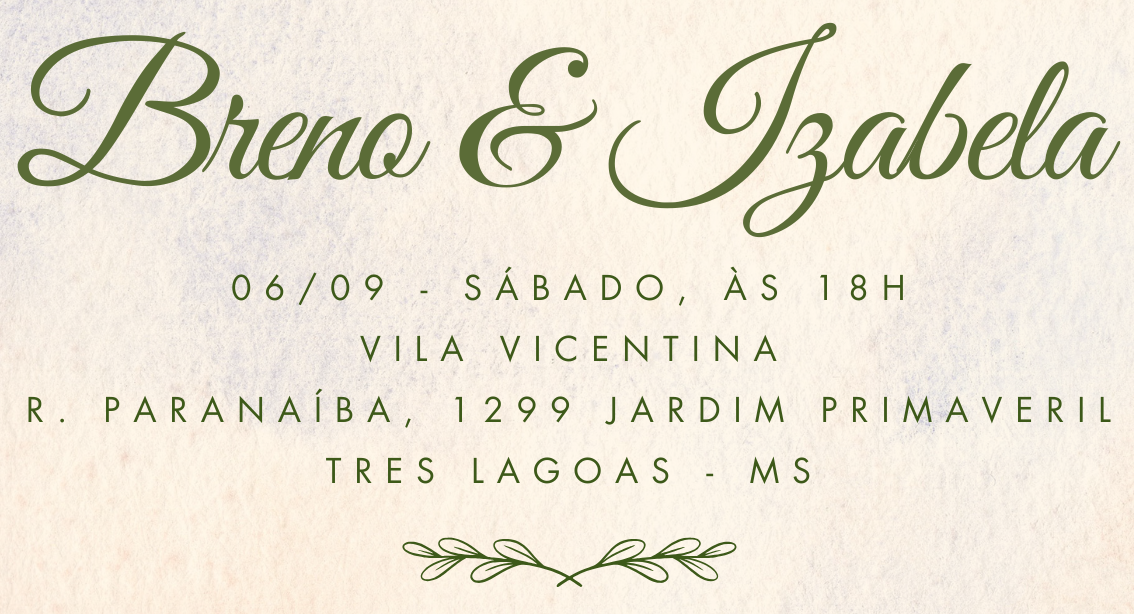 Breno & Izabela
06/09 - SÁBADO, ÀS 18H
VILA VICENTINA
R. PARANAÍBA, 1299 JARDIM PRIMAVERIL
TRES LAGOAS - MS